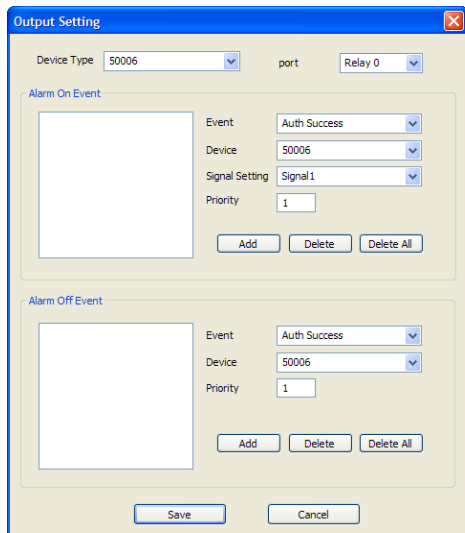 Output Setting
Device Type 50006 port Relay 0
Alarm On Event
Event Auth Success
Device 50006
Signal Setting Signal1
Priority 1
Add Delete Delete All
Alarm Off Event
Event Auth Success
Device 50006
Priority 1
Add Delete Delete All
Save Cancel